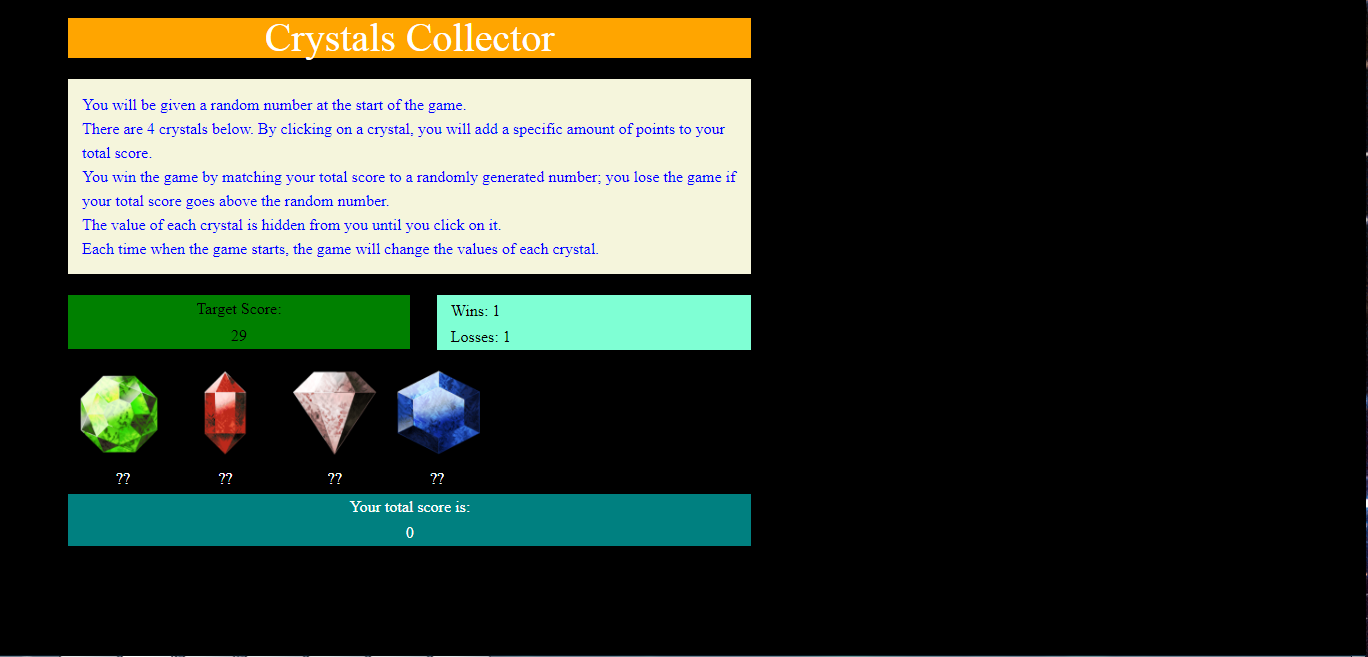 Crystals Collector
You will be given a random number at the start of the game.
There are 4 crystals below. By clicking on a crystal, you will add a specific amount of points to your
total score.
You win the game by matching your total score to a randomly generated number; you lose the game if
your total score goes above the random number.
The value of each crystal is hidden from you until you click on it.
Each time when the game starts, the game will change the values of each crystal.
Target Score:
29
Wins: 1
Losses: 1
?? ?? ?? ??
Your total score is:
0